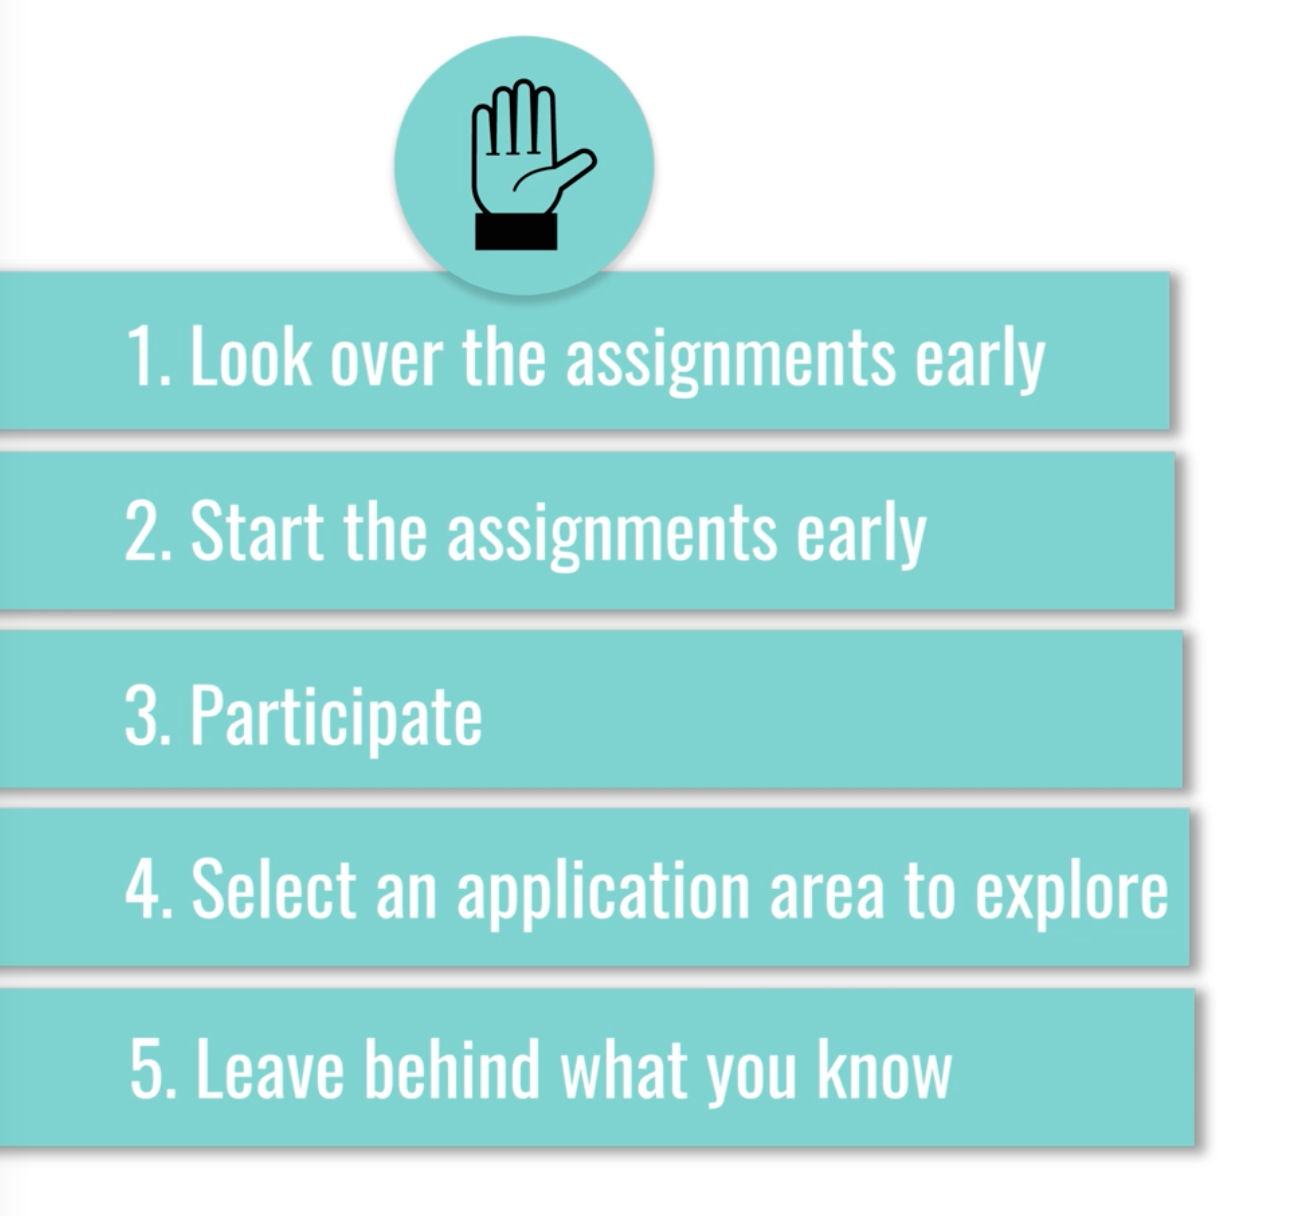 1. Look over the assignments early
2. Start the assignments early
3. Participate
4. Select an application area to explore
5. Leave behind what you know